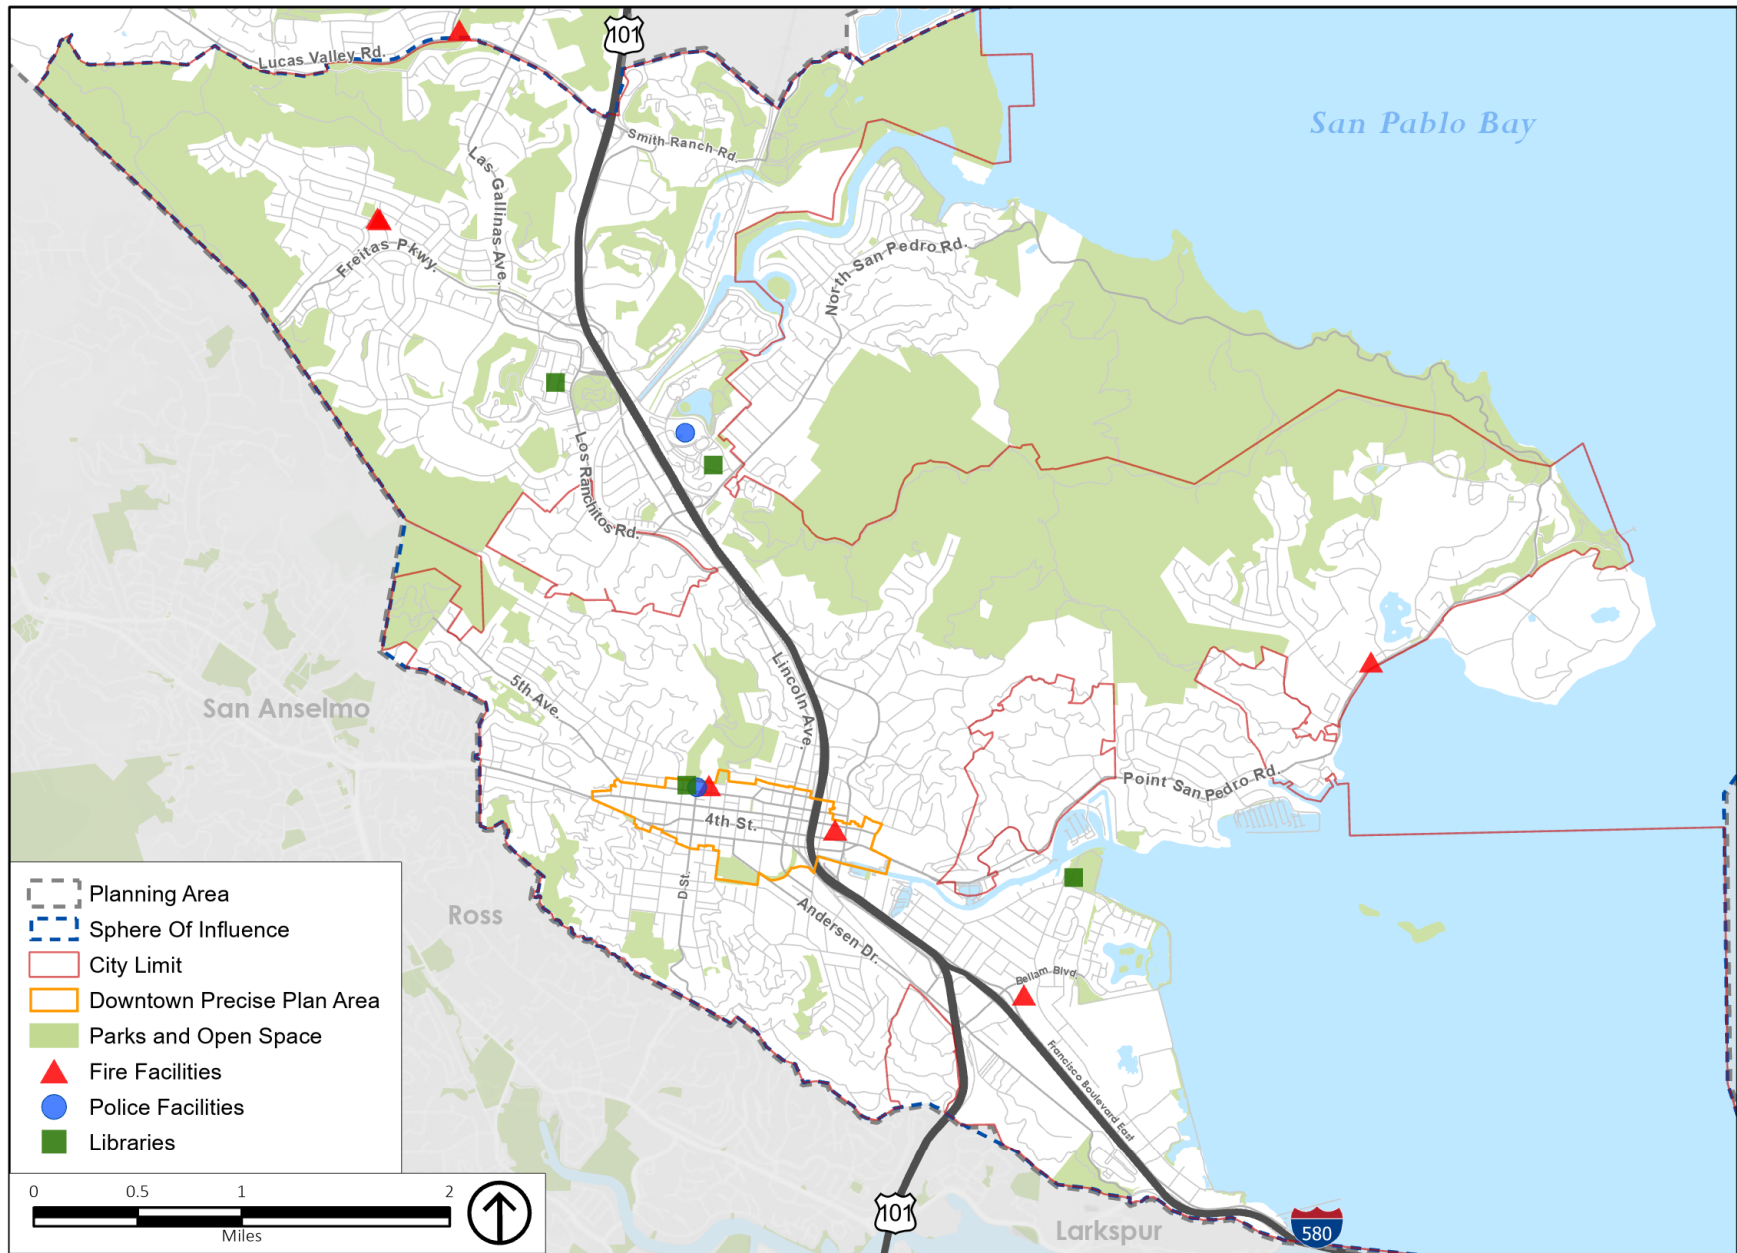 101
Lucas Valley Rd.
San Pablo Bay
Smith Ranch Rd.
Las Gallinas Ave.
North San Pedro Rd.
Freitas Pkwy.
Los Ranchitos Rd.
Lincoln Ave.
5th Ave.
San Anselmo
Point San Pedro Rd.
4th St.
D St.
Ross
Andersen Dr.
Bellam Blvd.
Francisco Boulevard East
Planning Area
Sphere Of Influence
City Limit
Downtown Precise Plan Area
Parks and Open Space
Fire Facilities
Police Facilities
Libraries
0 0.5 1 2
Miles
101
Larkspur
580